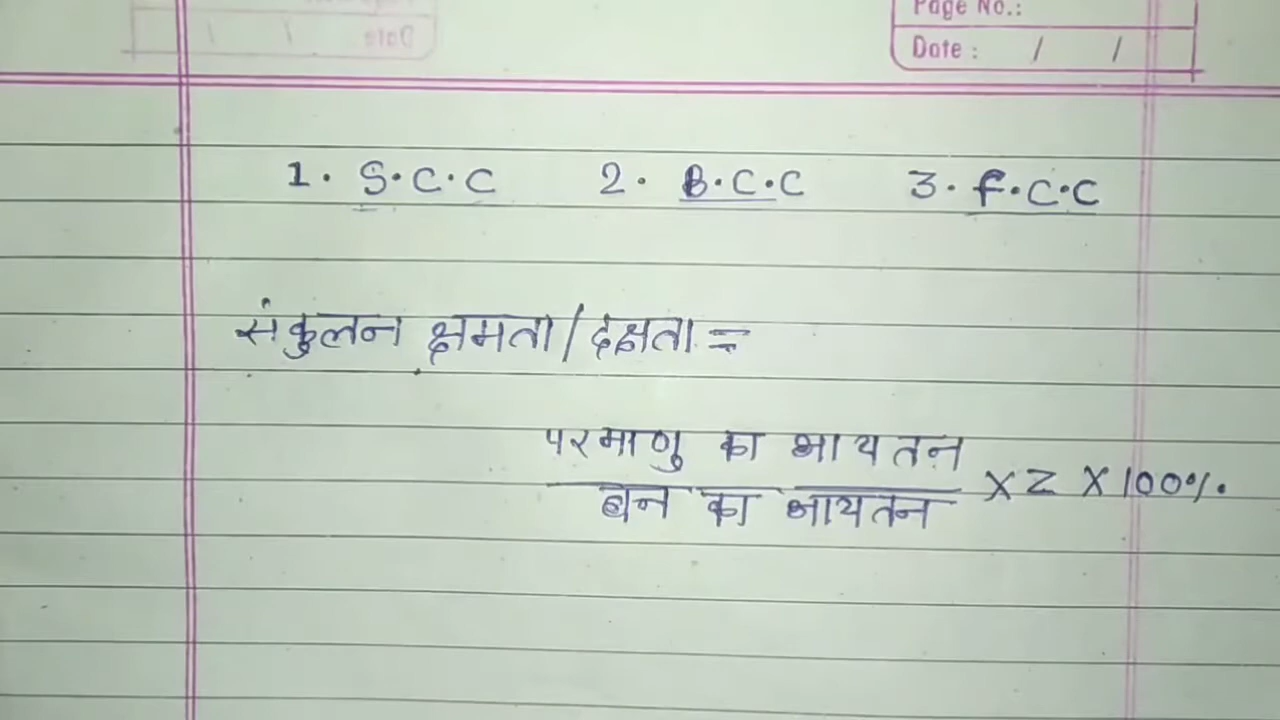 Page No.:
Date : / /
1. S.C.C 2. B.C.C 3. F.C.C
संकुलन क्षमता/दक्षता =
परमाणु का आयतन
घन का आयतन
× Z × 100%.